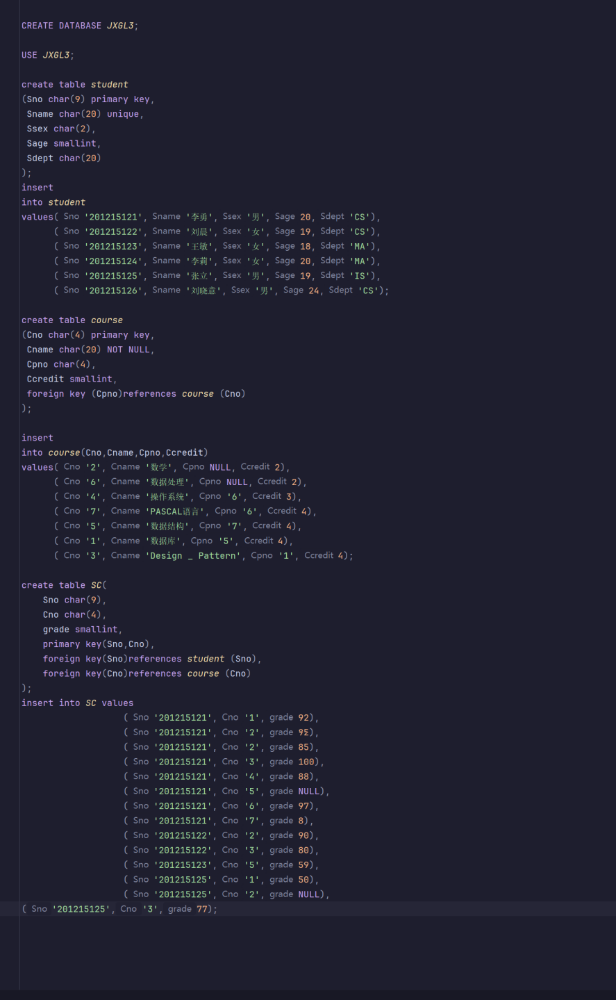 CREATE DATABASE JXGL3;
USE JXGL3;
create table student
(Sno char(9) primary key,
Sname char(20) unique,
Ssex char(2),
Sage smallint,
Sdept char(20)
);
insert
into student
values( Sno '201215121', Sname '李勇', Ssex '男', Sage 20, Sdept 'CS'),
( Sno '201215122', Sname '刘晨', Ssex '女', Sage 19, Sdept 'CS'),
( Sno '201215123', Sname '王敏', Ssex '女', Sage 18, Sdept 'MA'),
( Sno '201215124', Sname '李莉', Ssex '女', Sage 20, Sdept 'MA'),
( Sno '201215125', Sname '张立', Ssex '男', Sage 19, Sdept 'IS'),
( Sno '201215126', Sname '刘晓意', Ssex '男', Sage 24, Sdept 'CS');
create table course
(Cno char(4) primary key,
Cname char(20) NOT NULL,
Cpno char(4),
Ccredit smallint,
foreign key (Cpno)references course (Cno)
);
insert
into course(Cno,Cname,Cpno,Ccredit)
values( Cno '2', Cname '数学', Cpno NULL, Ccredit 2),
( Cno '6', Cname '数据处理', Cpno NULL, Ccredit 2),
( Cno '4', Cname '操作系统', Cpno '6', Ccredit 3),
( Cno '7', Cname 'PASCAL语言', Cpno '6', Ccredit 4),
( Cno '5', Cname '数据结构', Cpno '7', Ccredit 4),
( Cno '1', Cname '数据库', Cpno '5', Ccredit 4),
( Cno '3', Cname 'Design _ Pattern', Cpno '1', Ccredit 4);
create table SC(
Sno char(9),
Cno char(4),
grade smallint,
primary key(Sno,Cno),
foreign key(Sno)references student (Sno),
foreign key(Cno)references course (Cno)
);
insert into SC values
( Sno '201215121', Cno '1', grade 92),
( Sno '201215121', Cno grade
( Sno '201215121', Cno '2', grade 85),
( Sno '201215121', Cno '3', grade 100),
( Sno '201215121', Cno '4', grade 88),
( Sno '201215121', Cno '5', grade NULL),
( Sno '201215121', Cno '6', grade 97),
( Sno '201215121', Cno '7', grade 8),
( Sno '201215122', Cno '2', grade 90),
( Sno '201215122', Cno '3', grade 80),
( Sno '201215123', Cno '5', grade 59),
( Sno '201215125', Cno '1', grade 50),
( Sno '201215125', Cno '2', grade NULL),
( Sno '201215125', Cno '3', grade 77);